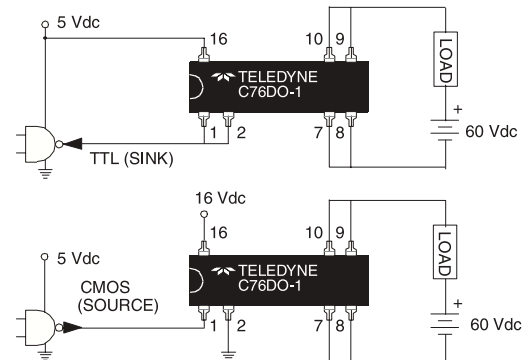 5 Vdc
16
10 9
LOAD
TELEDYNE
C76DO-1
+
60 Vdc
1 2
7 8
TTL (SINK)
16 Vdc
16
10 9
5 Vdc
LOAD
TELEDYNE
C76DO-1
CMOS
(SOURCE)
+
60 Vdc
1 2
7 8